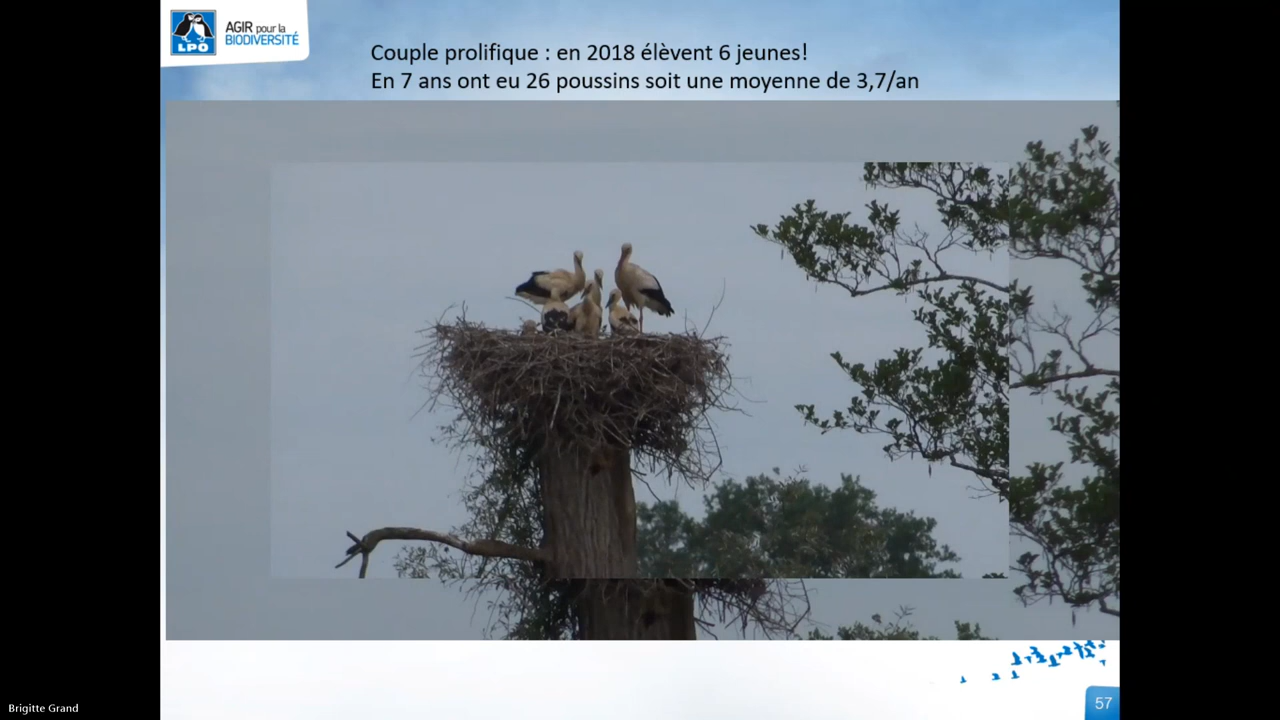 AGIR pour la
BIODIVERSITÉ
LPO
Couple prolifique : en 2018 élèvent 6 jeunes!
En 7 ans ont eu 26 poussins soit une moyenne de 3,7/an
57
Brigitte Grand